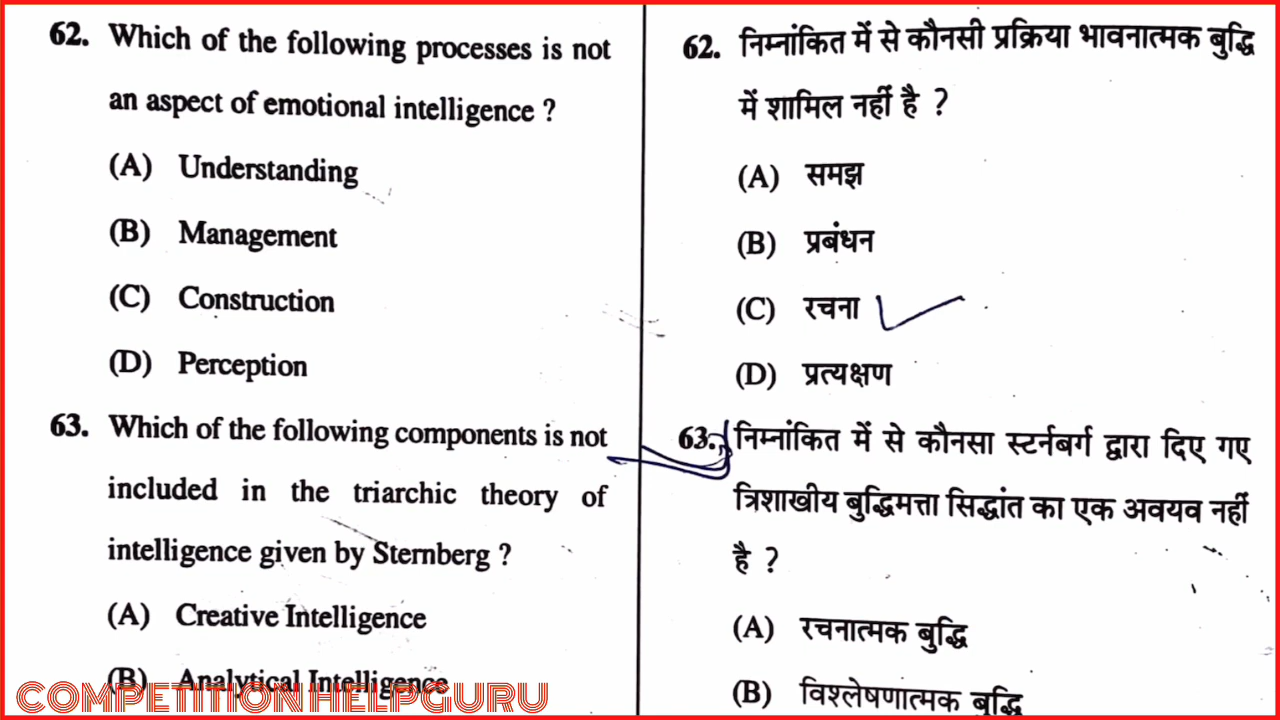 62. Which of the following processes is not
an aspect of emotional intelligence ?
(A) Understanding
(B) Management
(C) Construction
(D) Perception
63. Which of the following components is not
included in the triarchic theory of
intelligence given by Sternberg ?
(A) Creative Intelligence
(B) Analytical Intelligence
62. निम्नांकित में से कौनसी प्रक्रिया भावनात्मक बुद्धि
में शामिल नहीं है ?
(A) समझ
(B) प्रबंधन
(C) रचना
(D) प्रत्यक्षण
63. निम्नांकित में से कौनसा स्टर्नबर्ग द्वारा दिए गए
त्रिशाखीय बुद्धिमत्ता सिद्धांत का एक अवयव नहीं
है ?
(A) रचनात्मक बुद्धि
(B) विश्लेषणात्मक बुद्धि
COMPETITION HELPGURU